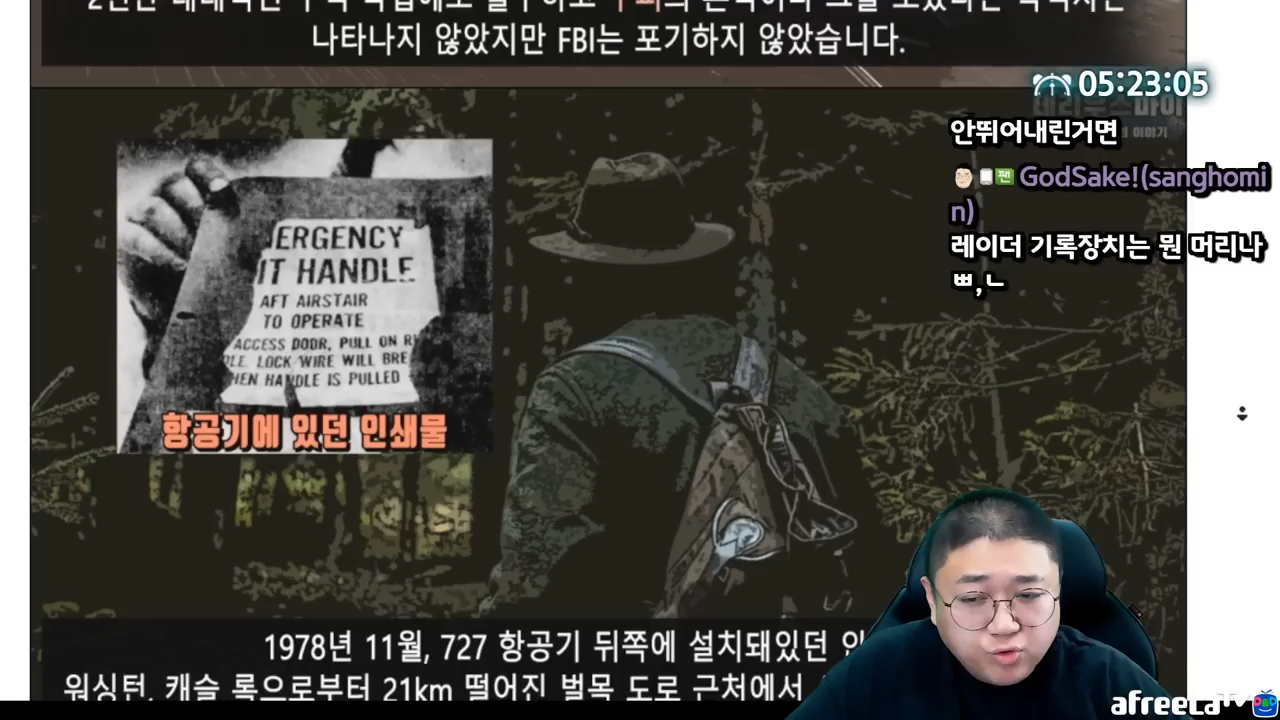 나타나지 않았지만 FBI는 포기하지 않았습니다.
05:23:05
안뛰어내린거면
팬 GodSake!(sanghomi
n)
레이더 기록장치는 뭔 머리나
ㅃ,ㄴ
ERGENCY
IT HANDLE
AFT AIRSTAIR
TO OPERATE
ACCESS DOOR, PULL ON
LOCK WIRE WILL BRE
HEN HANDLE IS PULLED
항공기에 있던 인쇄물
1978년 11월, 727 항공기 뒤쪽에 설치돼있던
워싱턴, 캐슬 록으로부터 21km 떨어진 벌목 도로 근처에서
afreecaTV